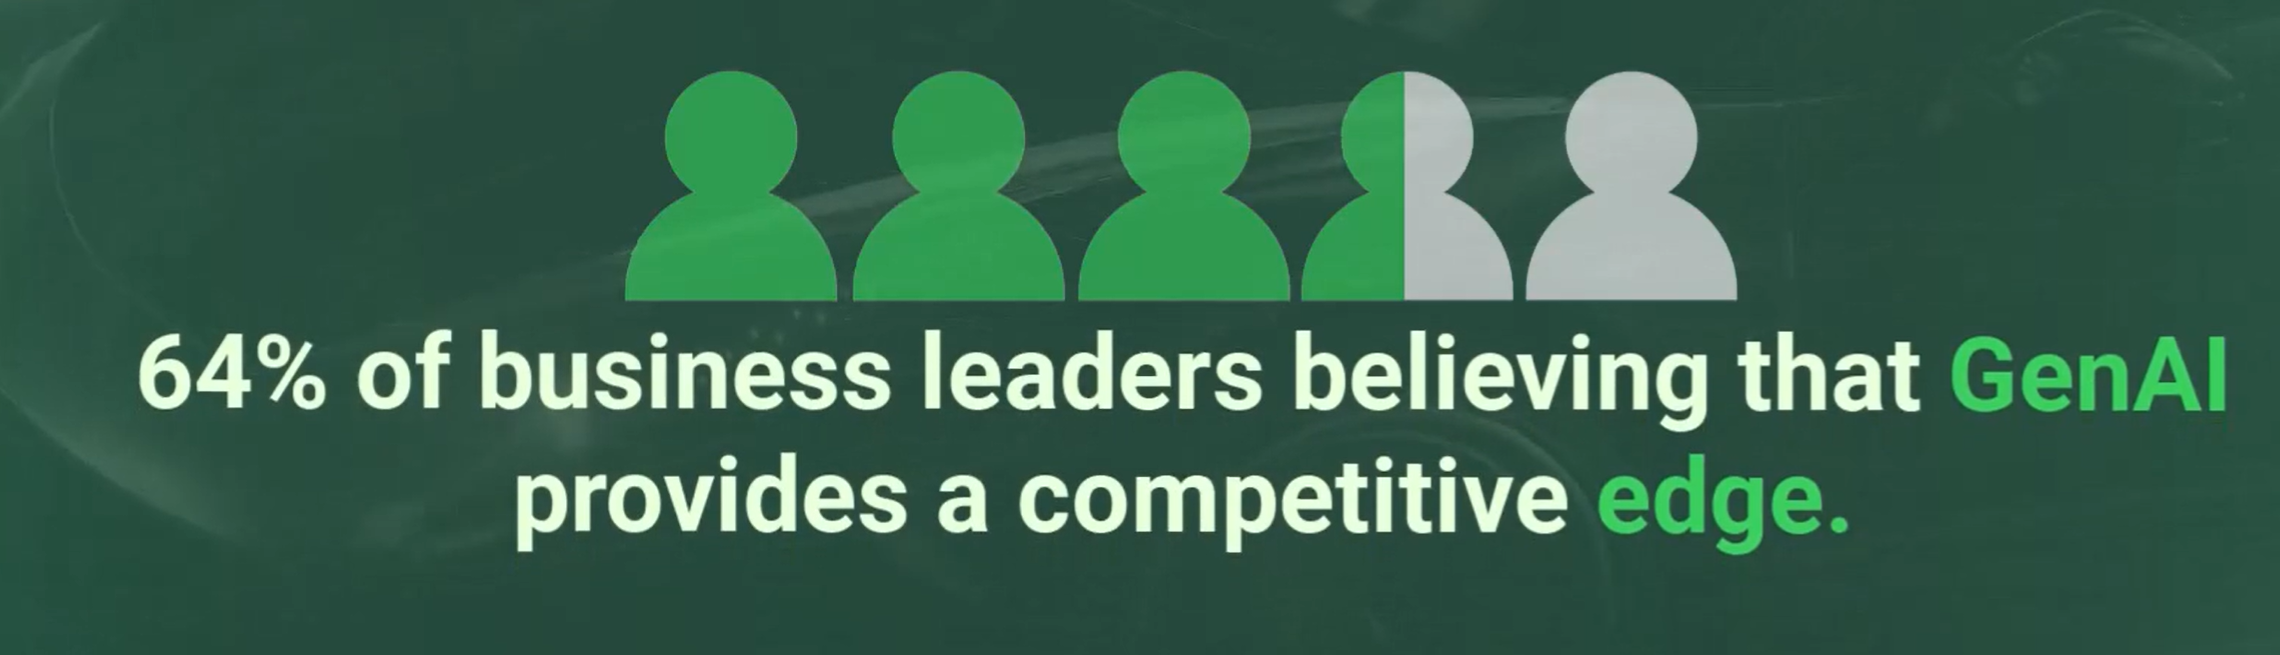 64% of business leaders believing that GenAI
provides a competitive edge.